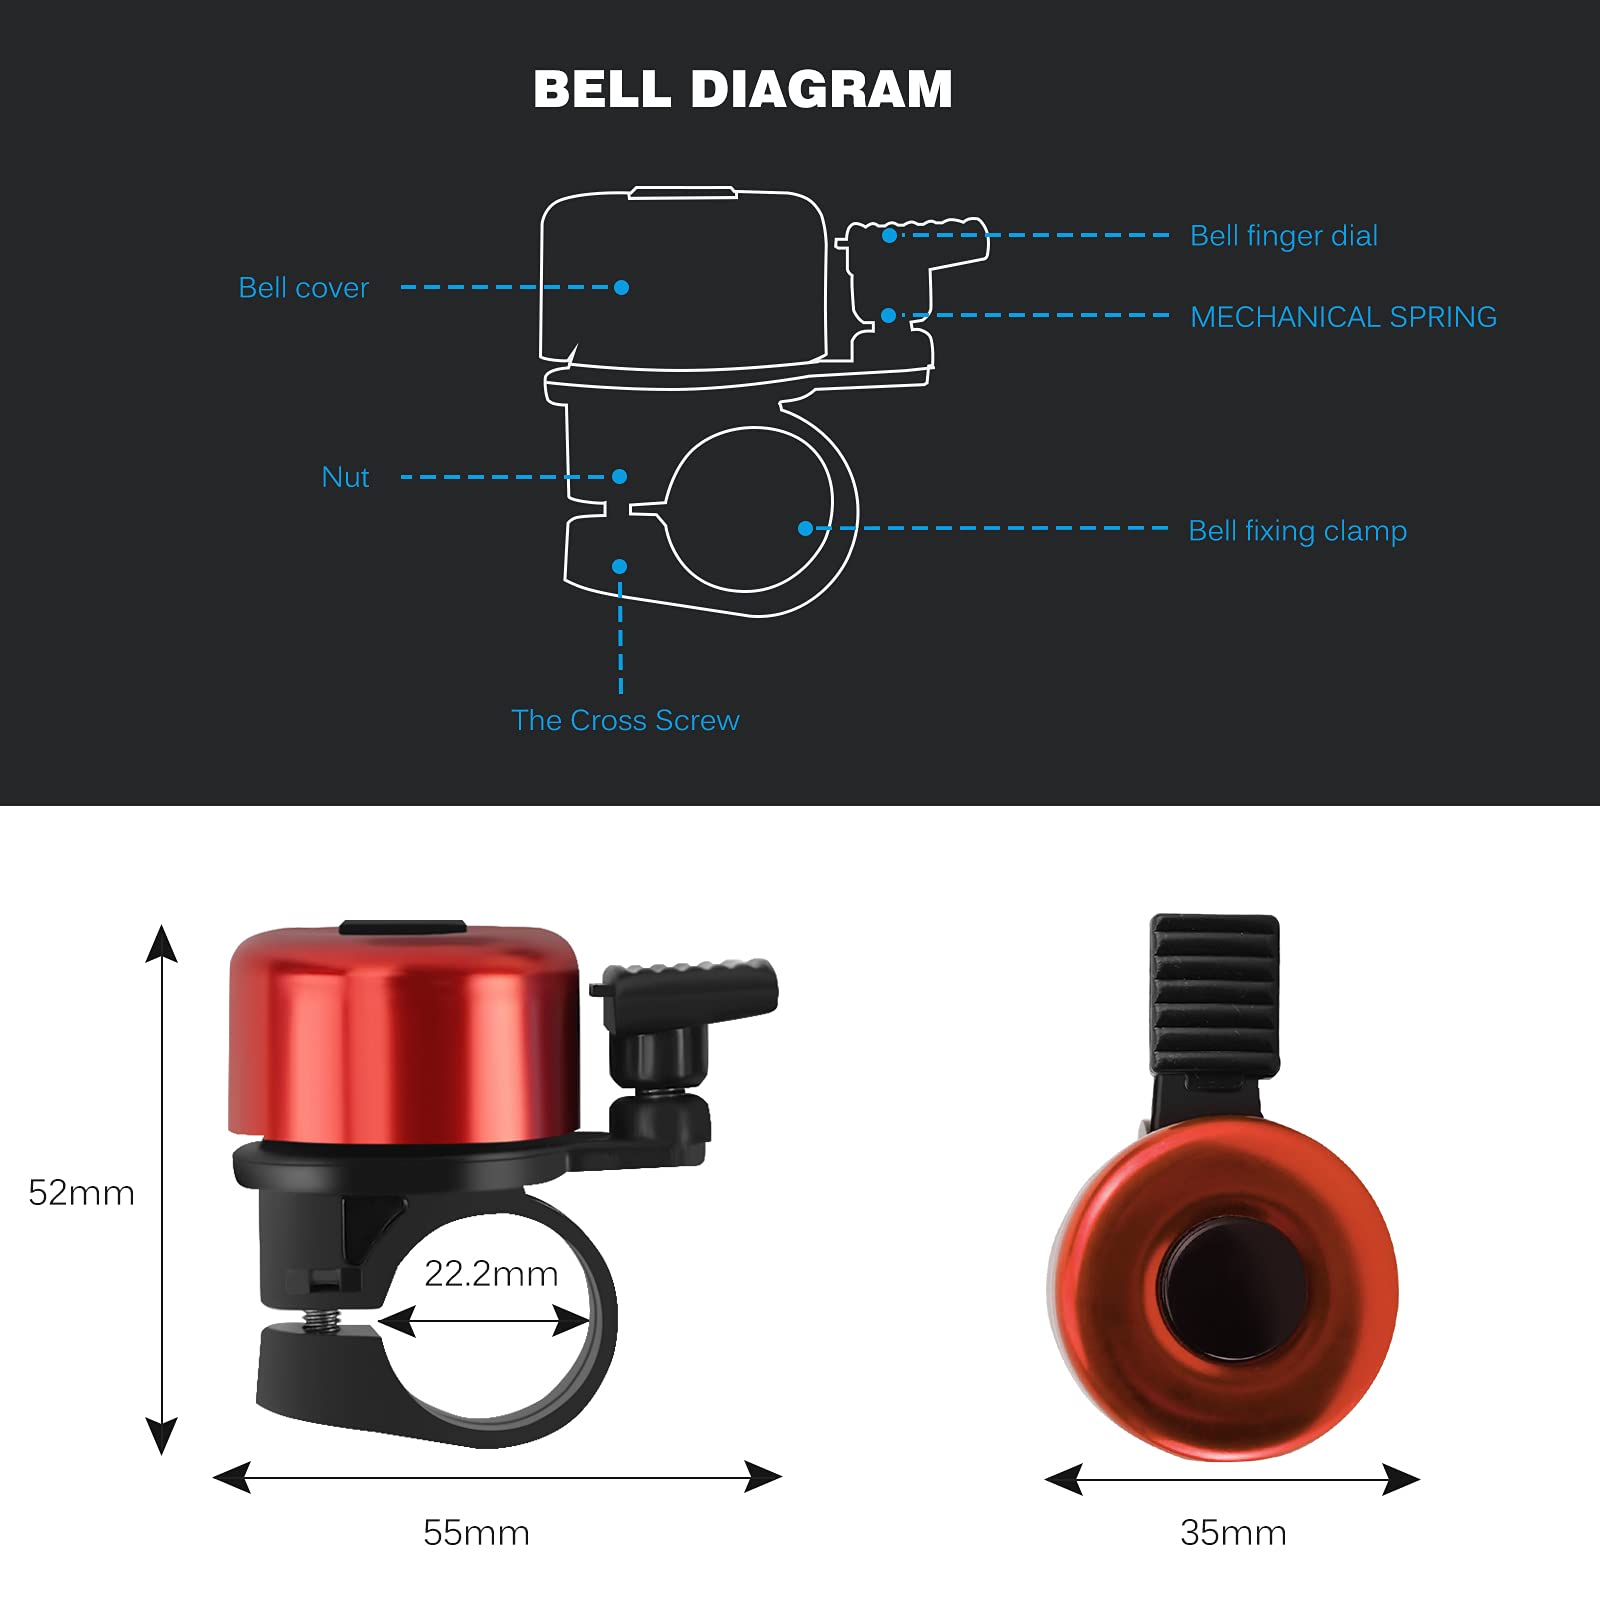 BELL DIAGRAM
Bell finger dial
Bell cover
MECHANICAL SPRING
Nut
Bell fixing clamp
The Cross Screw
52mm
22.2mm
55mm
35mm